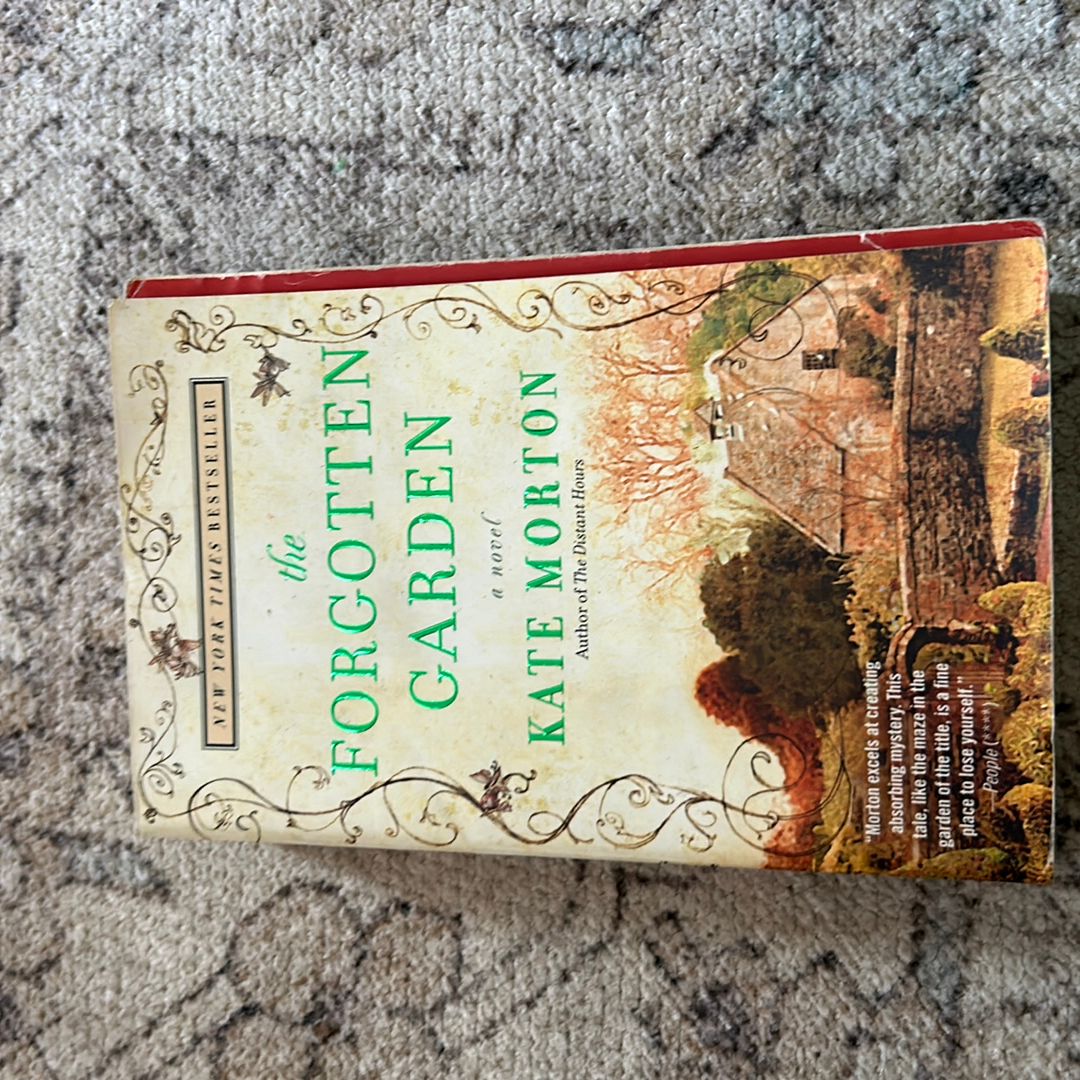 NEW YORK TIMES BESTSELLER
the
FORGOTTEN
GARDEN
a novel
KATE MORTON
Author of The Distant Hours
"Morton excels at creating
absorbing mystery. This
tale, like the maze in the
garden of the title, is a fine
place to lose yourself."
—People (****)